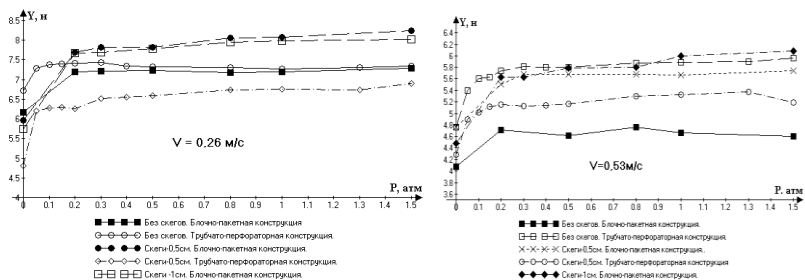 Y, н
8.5
8
7.5
7
6.5
6
5.5
5
4.5
4
V = 0,26 м/с
P, атм
0 0.1 0.2 0.3 0.4 0.5 0.6 0.7 0.8 0.9 1 1.1 1.2 1.3 1.4 1.5
Без скегов. Блочно-пакетная конструкция
Без скегов. Трубчато-перфораторная конструкция.
Скеги-0,5см. Блочно-пакетная конструкция.
Скеги-0,5см. Трубчато-перфораторная конструкция.
Скеги -1см. Блочно-пакетная конструкция.
Y, н
6.4
6.2
6
5.8
5.6
5.4
5.2
5
4.8
4.6
4.4
4.2
4
3.8
3.6
V=0,53м/с
P. атм
0 0.1 0.2 0.3 0.4 0.5 0.6 0.7 0.8 0.9 1 1.1 1.2 1.3 1.4 1.5
Без скегов. Блочно-пакетная конструкция.
Без скегов. Трубчато-перфораторная конструкция.
Скеги-0,5см. Блочно-пакетная конструкция..
Скеги-0,5см. Трубчато-перфораторная конструкция
Скеги-1см. Блочно-пакетная конструкция.